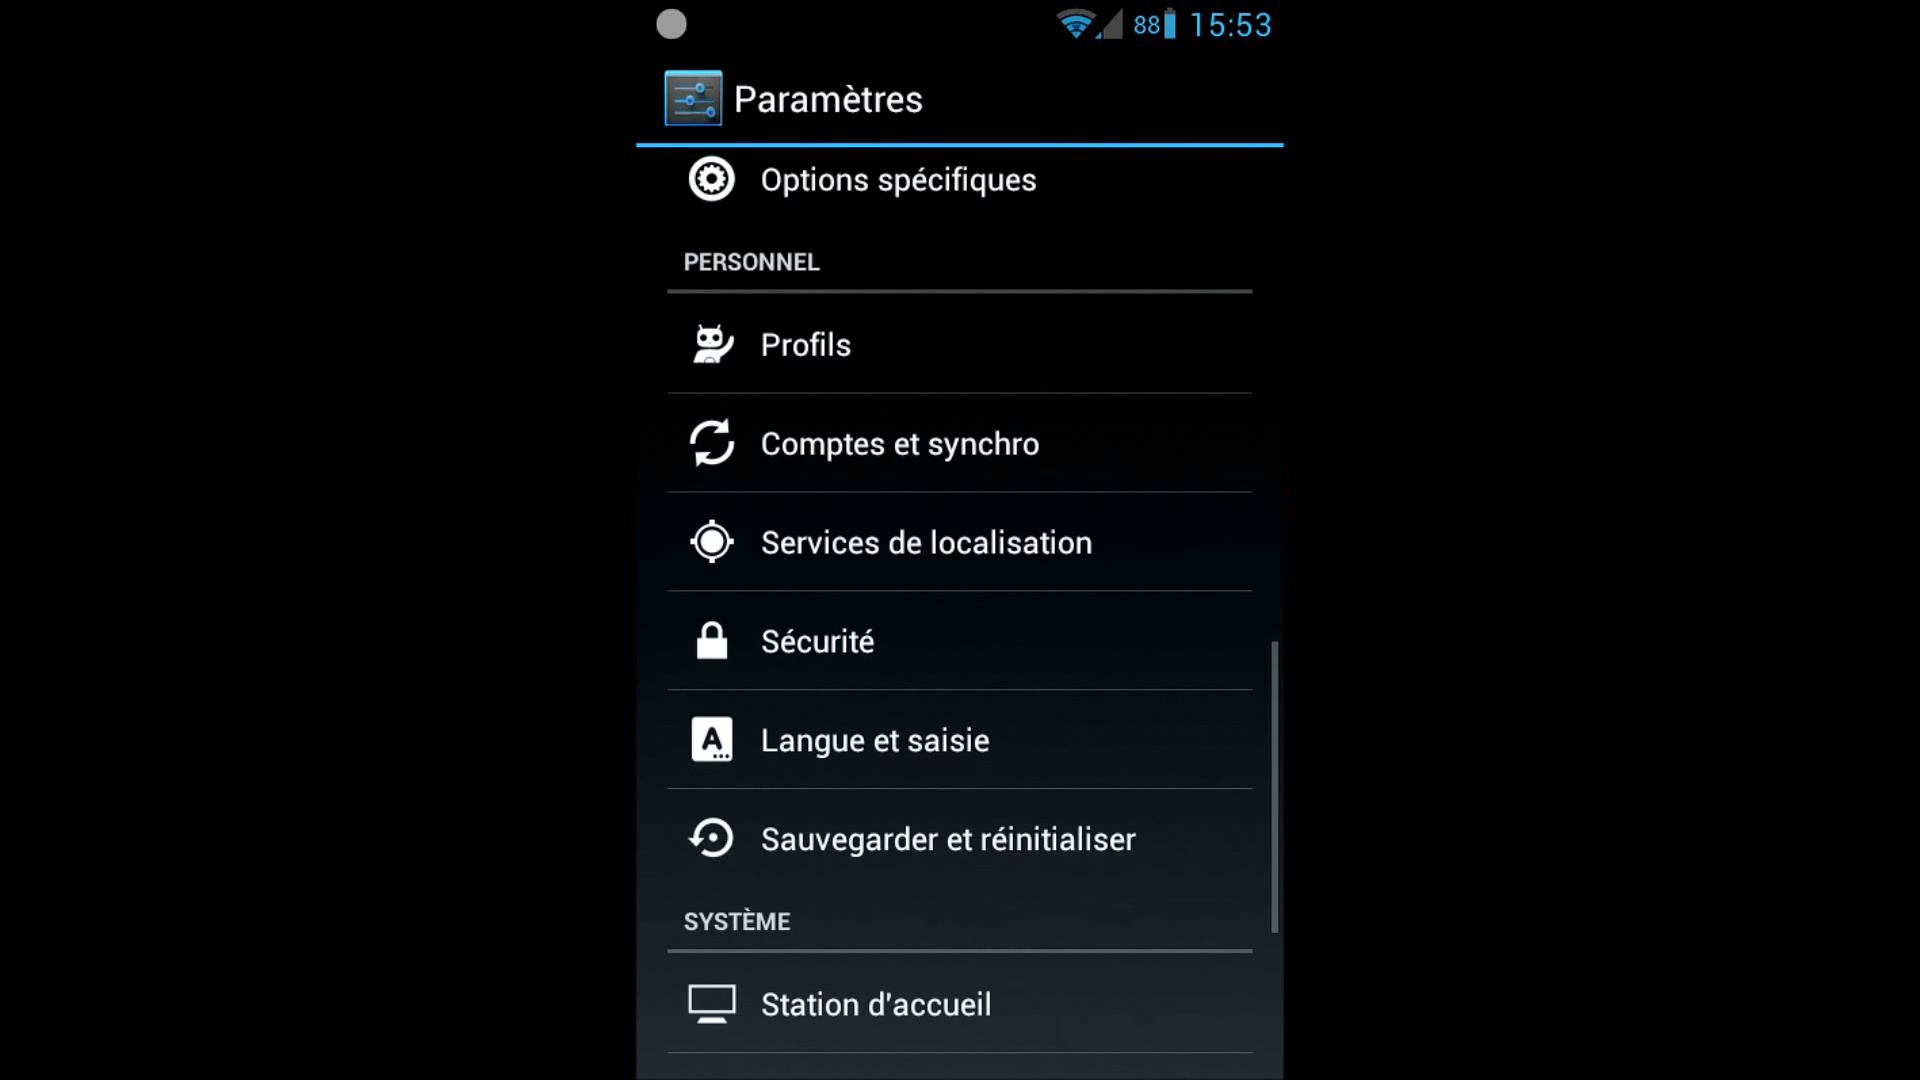 88 15:53
Paramètres
Options spécifiques
PERSONNEL
Profils
Comptes et synchro
Services de localisation
Sécurité
A
Langue et saisie
Sauvegarder et réinitialiser
SYSTÈME
Station d'accueil